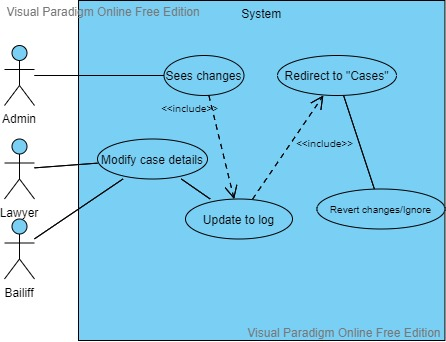 Visual Paradigm Online Free Edition
System
Sees changes
Redirect to "Cases"
Admin
<<include>>
<<include>>
Modify case details
Lawyer
Update to log
Revert changes/Ignore
Bailiff
Visual Paradigm Online Free Edition